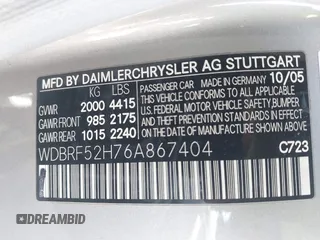 MFD BY DAIMLERCHRYSLER AG STUTTGART
MADE IN GERMANY 10/05
KG LBS
GVWR 2000 4415
GAWR FRONT 985 2175
GAWR REAR 1015 2240
PASSENGER CAR
THIS VEHICLE CONFORMS TO ALL APPLICABLE
U.S. FEDERAL MOTOR VEHICLE SAFETY,
BUMPER, AND THEFT PREVENTION STANDARDS
IN EFFECT ON THE DATE OF
MANUFACTURE SHOWN ABOVE.
WDBRF52H76A867404
C723
DREAMBID